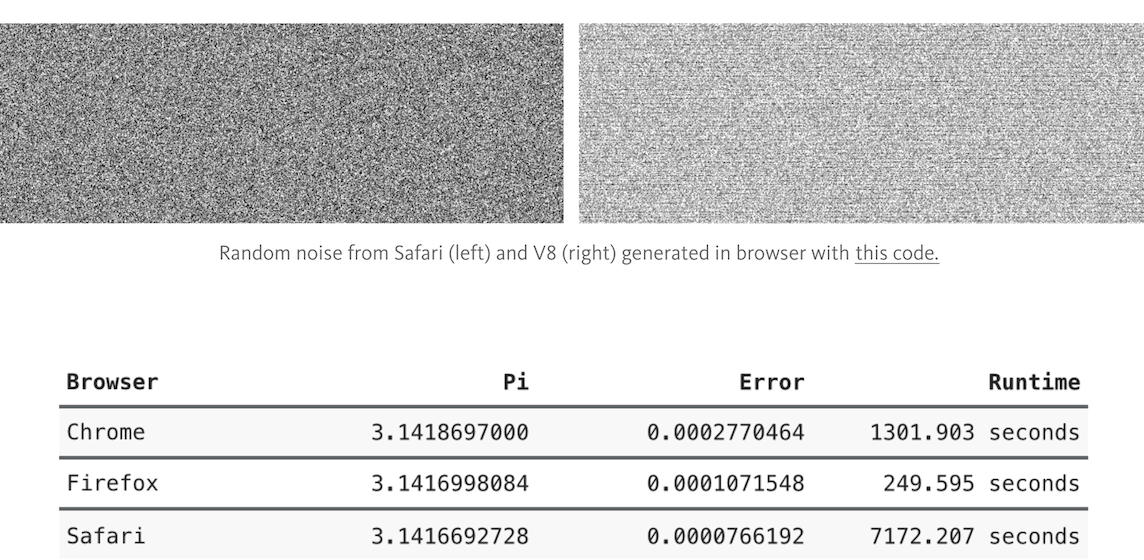 Random noise from Safari (left) and V8 (right) generated in browser with this code.
Browser Pi Error Runtime
Chrome 3.1418697000 0.0002770464 1301.903 seconds
Firefox 3.1416998084 0.0001071548 249.595 seconds
Safari 3.1416692728 0.0000766192 7172.207 seconds